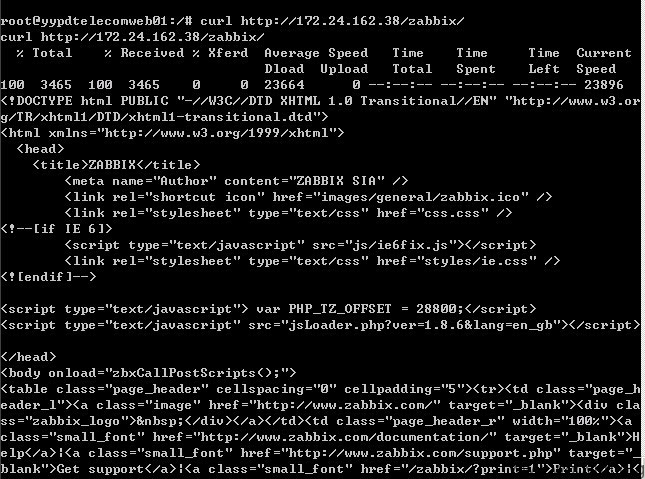 root@yypdtelecomweb01:/# curl http://172.24.162.38/zabbix/
curl http://172.24.162.38/zabbix/
  % Total    % Received % Xferd  Average Speed   Time    Time     Time  Current
                                 Dload  Upload   Total   Spent    Left  Speed
100  3465  100  3465    0     0  23664      0 --:--:-- --:--:-- --:--:-- 23896
<!DOCTYPE html PUBLIC "-//W3C//DTD XHTML 1.0 Transitional//EN" "http://www.w3.or
g/TR/xhtml1/DTD/xhtml1-transitional.dtd">
<html xmlns="http://www.w3.org/1999/xhtml">
  <head>
    <title>ZABBIX</title>
        <meta name="Author" content="ZABBIX SIA" />
        <link rel="shortcut icon" href="images/general/zabbix.ico" />
        <link rel="stylesheet" type="text/css" href="css.css" />
<!--[if IE 6]>
        <script type="text/javascript" src="js/ie6fix.js"></script>
        <link rel="stylesheet" type="text/css" href="styles/ie.css" />
<![endif]-->
<script type="text/javascript"> var PHP_TZ_OFFSET = 28800;</script>
<script type="text/javascript" src="jsLoader.php?ver=1.8.6&lang=en_gb"></script>
</head>
<body onload="zbxCallPostScripts();">
<table class="page_header" cellspacing="0" cellpadding="5"><tr><td class="page_h
eader_l"><a class="image" href="http://www.zabbix.com/" target="_blank"><div cla
ss="zabbix_logo">&nbsp;</div></a></td><td class="page_header_r" width="100%"><a
class="small_font" href="http://www.zabbix.com/documentation/" target="_blank">H
elp</a>|<a class="small_font" href="http://www.zabbix.com/support.php" target="_
blank">Get support</a>|<a class="small_font" href="/zabbix/?print=1">Print</a>|<